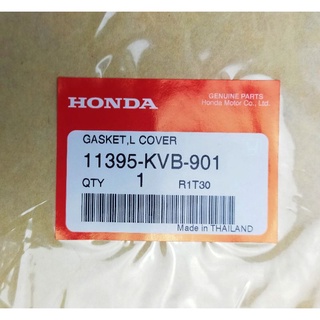 HONDA
GENUINE PARTS
Honda Motor Co., Ltd.
GASKET,L COVER
11395-KVB-901
QTY 1 R1T30
Made in THAILAND